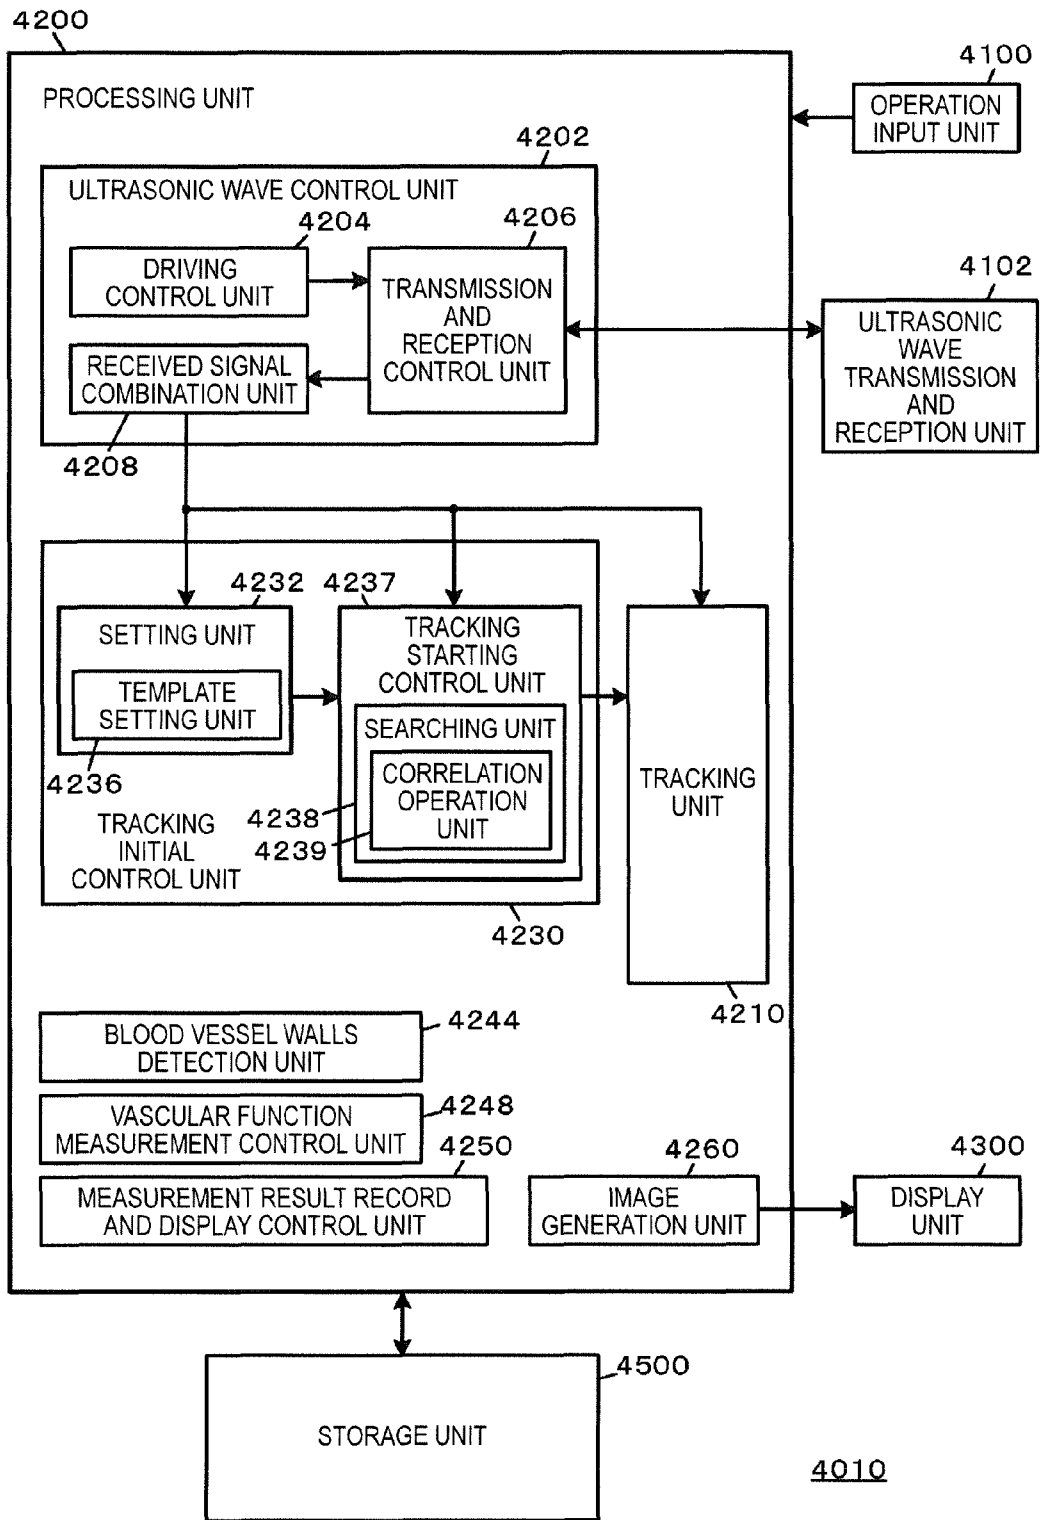 4200
PROCESSING UNIT
4100
OPERATION
INPUT UNIT
4202
ULTRASONIC WAVE CONTROL UNIT
4204
DRIVING
CONTROL UNIT
4206
TRANSMISSION
AND
RECEPTION
CONTROL UNIT
RECEIVED SIGNAL
COMBINATION UNIT
4208
4102
ULTRASONIC
WAVE
TRANSMISSION
AND
RECEPTION UNIT
4232
SETTING UNIT
TEMPLATE
SETTING UNIT
4236
4237
TRACKING
STARTING
CONTROL UNIT
SEARCHING UNIT
CORRELATION
OPERATION
UNIT
4238
4239
TRACKING
INITIAL
CONTROL UNIT
4230
TRACKING
UNIT
4210
BLOOD VESSEL WALLS
DETECTION UNIT
4244
VASCULAR FUNCTION
MEASUREMENT CONTROL UNIT
4248
MEASUREMENT RESULT RECORD
AND DISPLAY CONTROL UNIT
4250
4260
IMAGE
GENERATION UNIT
4300
DISPLAY
UNIT
4500
STORAGE UNIT
4010